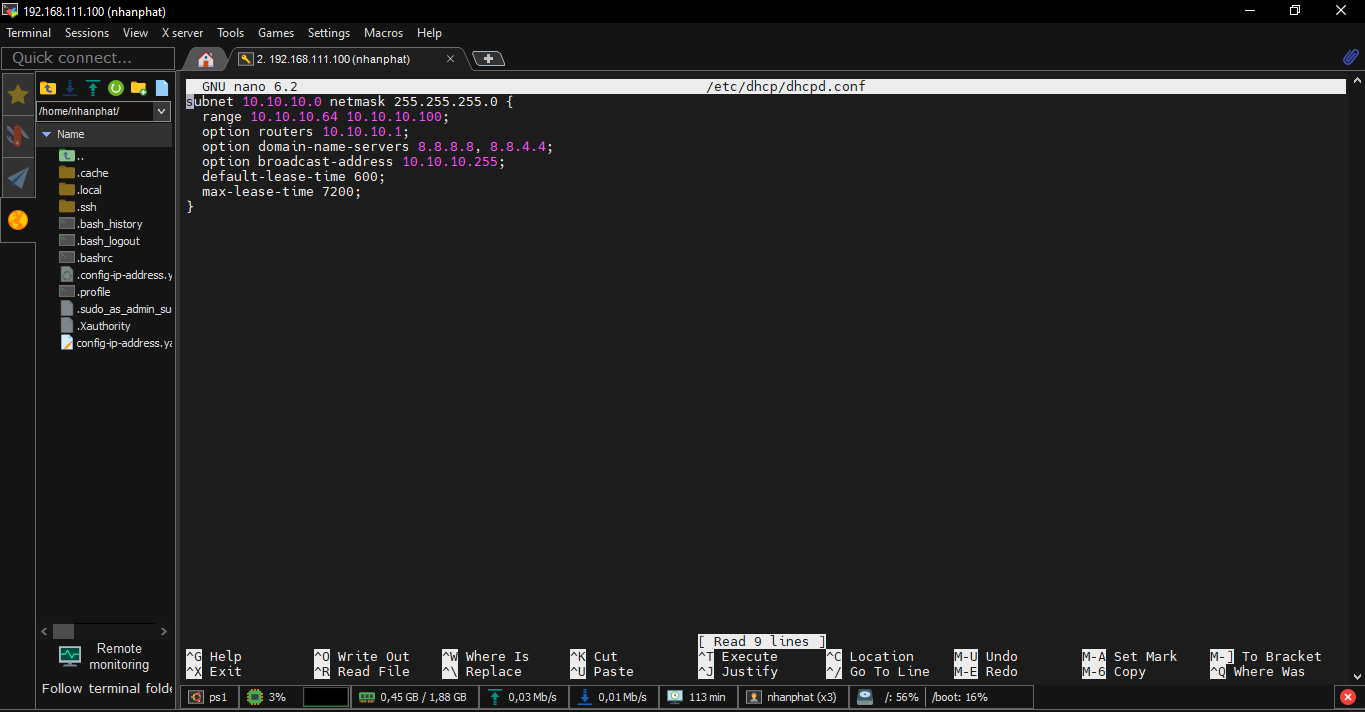 192.168.111.100 (nhanphat)
Terminal Sessions View X server Tools Games Settings Macros Help
Quick connect...
2. 192.168.111.100 (nhanphat)
/home/nhanphat/
Name
..
.cache
.local
.ssh
.bash_history
.bash_logout
.bashrc
.config-ip-address.y
.profile
.sudo_as_admin_su
.Xauthority
config-ip-address.ya
Remote
monitoring
Follow terminal folde
GNU nano 6.2 /etc/dhcp/dhcpd.conf
subnet 10.10.10.0 netmask 255.255.255.0 {
range 10.10.10.64 10.10.10.100;
option routers 10.10.10.1;
option domain-name-servers 8.8.8.8, 8.8.4.4;
option broadcast-address 10.10.10.255;
default-lease-time 600;
max-lease-time 7200;
}
[ Read 9 lines ]
^G Help ^O Write Out ^W Where Is ^K Cut ^T Execute ^C Location M-U Undo M-A Set Mark M-] To Bracket
^X Exit ^R Read File ^\ Replace ^U Paste ^J Justify ^/ Go To Line M-E Redo M-6 Copy ^Q Where Was
ps1 3% 0,45 GB / 1,88 GB 0,03 Mb/s 0,01 Mb/s 113 min nhanphat (x3) /: 56% /boot: 16%